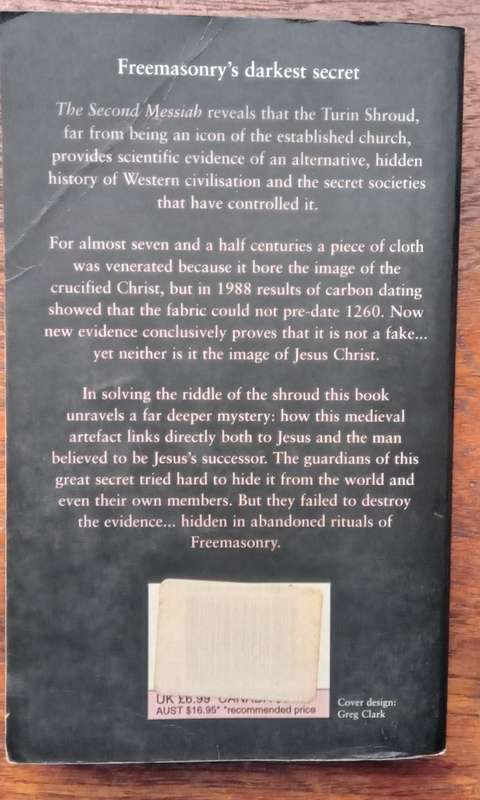 Freemasonry's darkest secret
The Second Messiah reveals that the Turin Shroud,
far from being an icon of the established church,
provides scientific evidence of an alternative, hidden
history of Western civilisation and the secret societies
that have controlled it.
For almost seven and a half centuries a piece of cloth
was venerated because it bore the image of the
crucified Christ, but in 1988 results of carbon dating
showed that the fabric could not pre-date 1260. Now
new evidence conclusively proves that it is not a fake...
yet neither is it the image of Jesus Christ.
In solving the riddle of the shroud this book
unravels a far deeper mystery: how this medieval
artefact links directly both to Jesus and the man
believed to be Jesus's successor. The guardians of this
great secret tried hard to hide it from the world and
even their own members. But they failed to destroy
the evidence... hidden in abandoned rituals of
Freemasonry.
UK £6.99 CANADA
AUST $16.95* *recommended price
Cover design:
Greg Clark